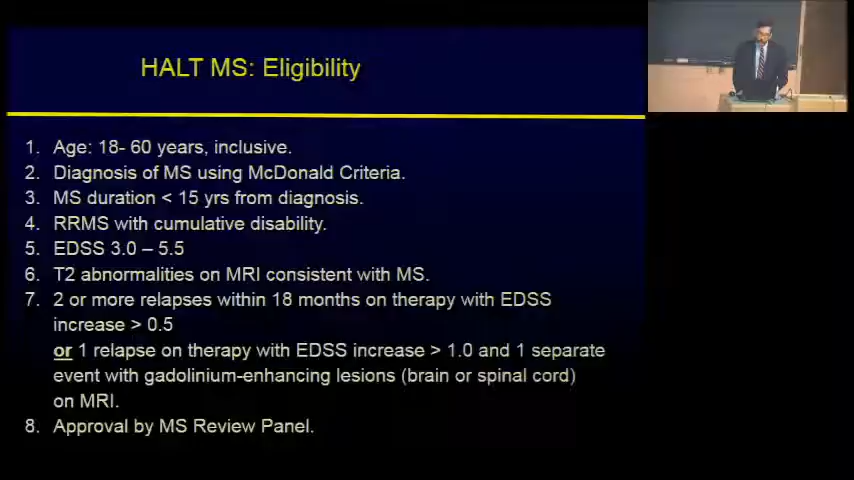 HALT MS: Eligibility
1. Age: 18- 60 years, inclusive.
2. Diagnosis of MS using McDonald Criteria.
3. MS duration < 15 yrs from diagnosis.
4. RRMS with cumulative disability.
5. EDSS 3.0 – 5.5
6. T2 abnormalities on MRI consistent with MS.
7. 2 or more relapses within 18 months on therapy with EDSS
increase > 0.5
or 1 relapse on therapy with EDSS increase > 1.0 and 1 separate
event with gadolinium-enhancing lesions (brain or spinal cord)
on MRI.
8. Approval by MS Review Panel.